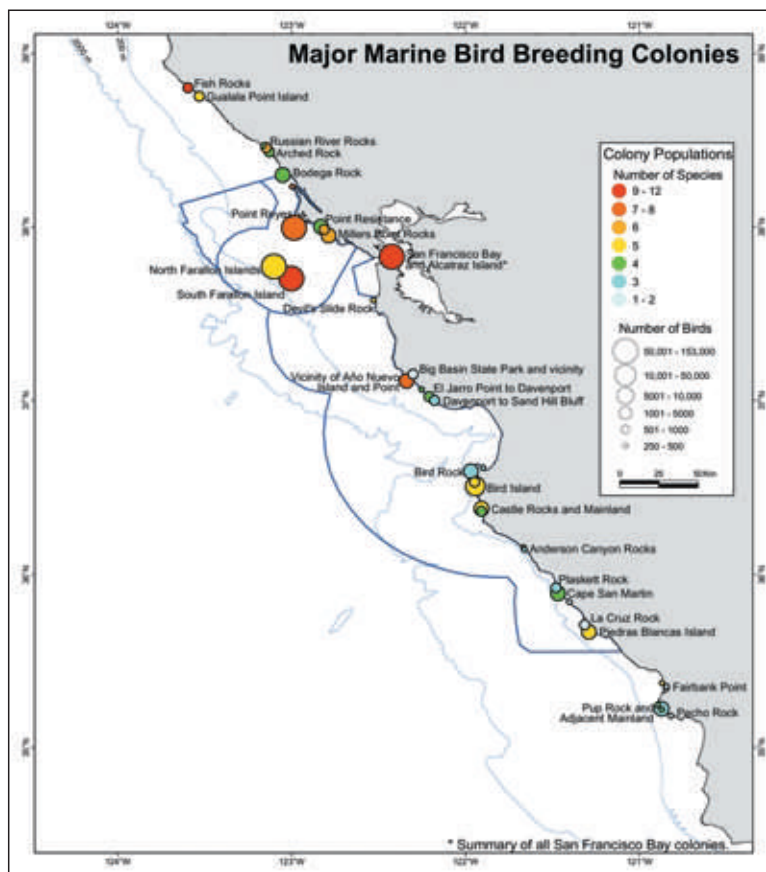 124°W 123°W 122°W 121°W
Major Marine Bird Breeding Colonies
2000 m
200 m
Fish Rocks
Gualala Point Island
Russian River Rocks
Arched Rock
Bodega Rock
Point Reyes
Point Resistance
Millers Point Rocks
San Francisco Bay
and Alcatraz Island*
North Farallon Islands
South Farallon Island
Devil's Slide Rock
Big Basin State Park and vicinity
Vicinity of Año Nuevo
Island and Point
El Jarro Point to Davenport
Davenport to Sand Hill Bluff
Bird Rock
Bird Island
Castle Rocks and Mainland
Anderson Canyon Rocks
Plaskett Rock
Cape San Martin
La Cruz Rock
Piedras Blancas Island
Fairbank Point
Pup Rock and
Adjacent Mainland
Pecho Rock
Colony Populations
Number of Species
9 - 12
7 - 8
6
5
4
3
1 - 2
Number of Birds
50,001 - 153,000
10,001 - 50,000
5001 - 10,000
1001 - 5000
501 - 1000
250 - 500
0 25 50 Km
* Summary of all San Francisco Bay colonies.
124°W 123°W 122°W 121°W